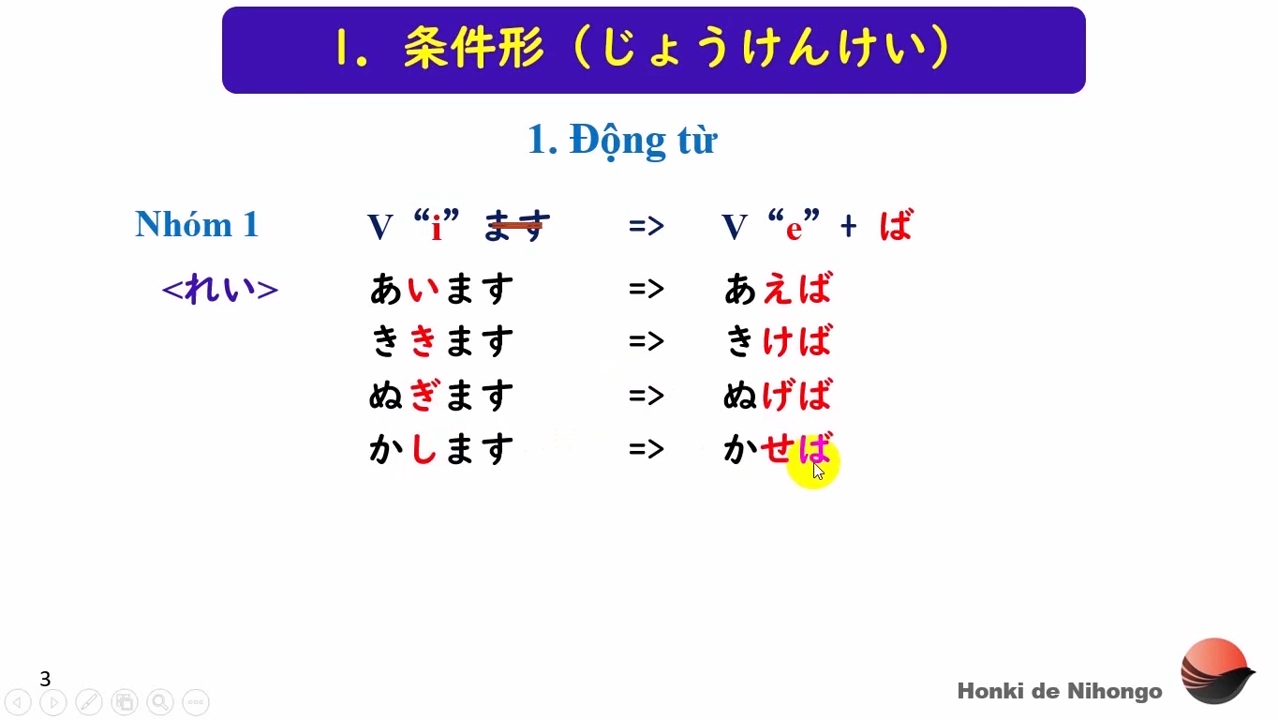 1. 条件形（じょうけんけい）
1. Động từ
Nhóm 1 V “i” ます => V “e” + ば
<れい> あいます => あえば
ききます => きけば
ぬぎます => ぬげば
かします => かせば
3
Honki de Nihongo